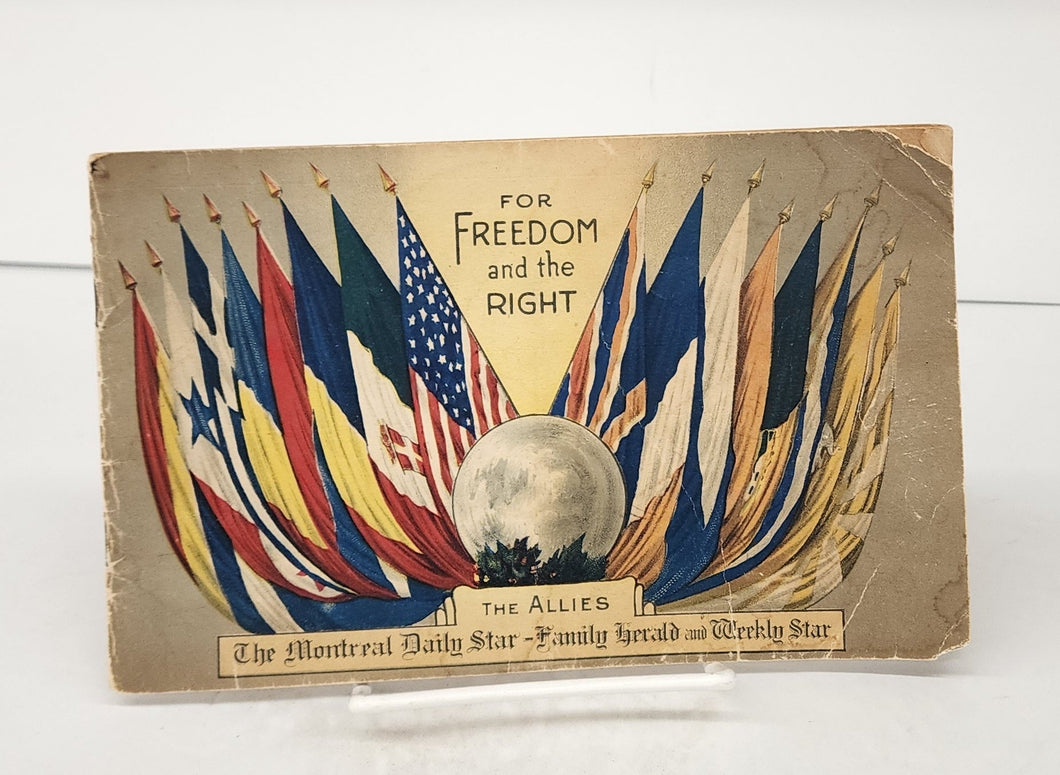 FOR
FREEDOM
and the
RIGHT
THE ALLIES
The Montreal Daily Star - Family Herald and Weekly Star